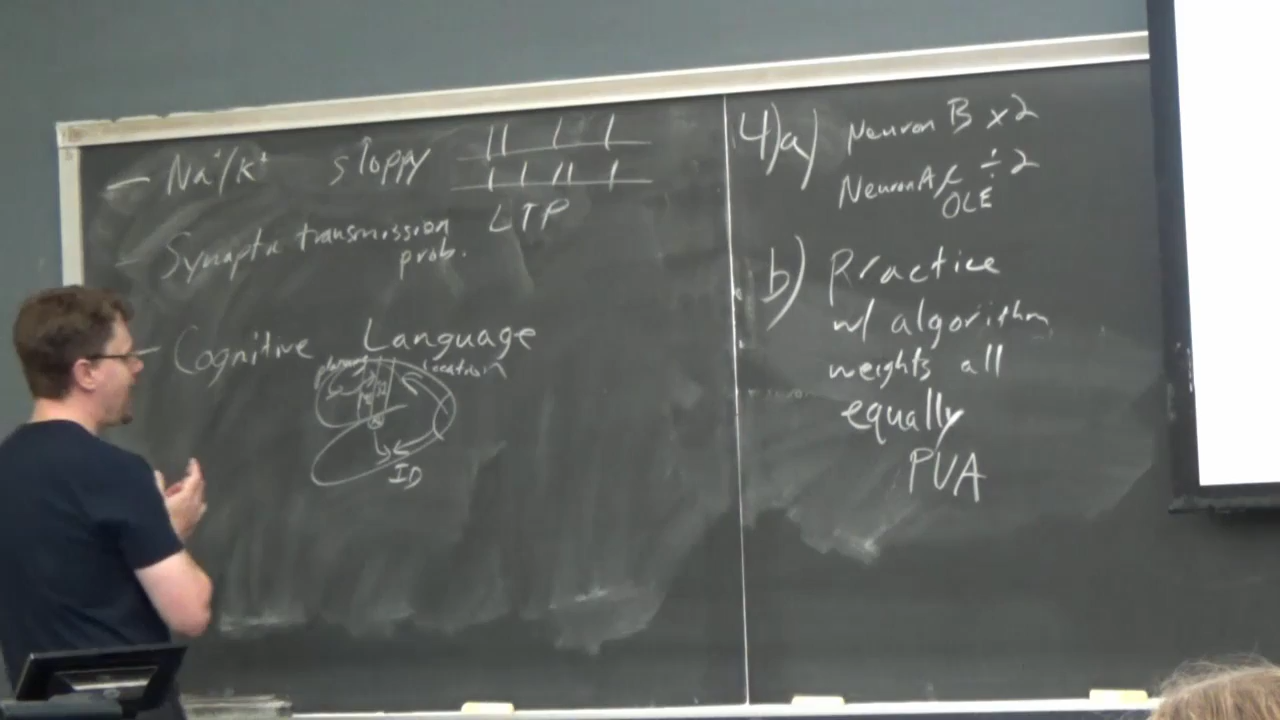 – Na⁺/K⁺ sloppy
– Synaptic transmission LTP
prob.
– Cognitive Language
planning location
ID
4)a) Neuron B x2
Neuron A ÷2
OLE
b) Practice
w/ algorithm
weights all
equally
PVA